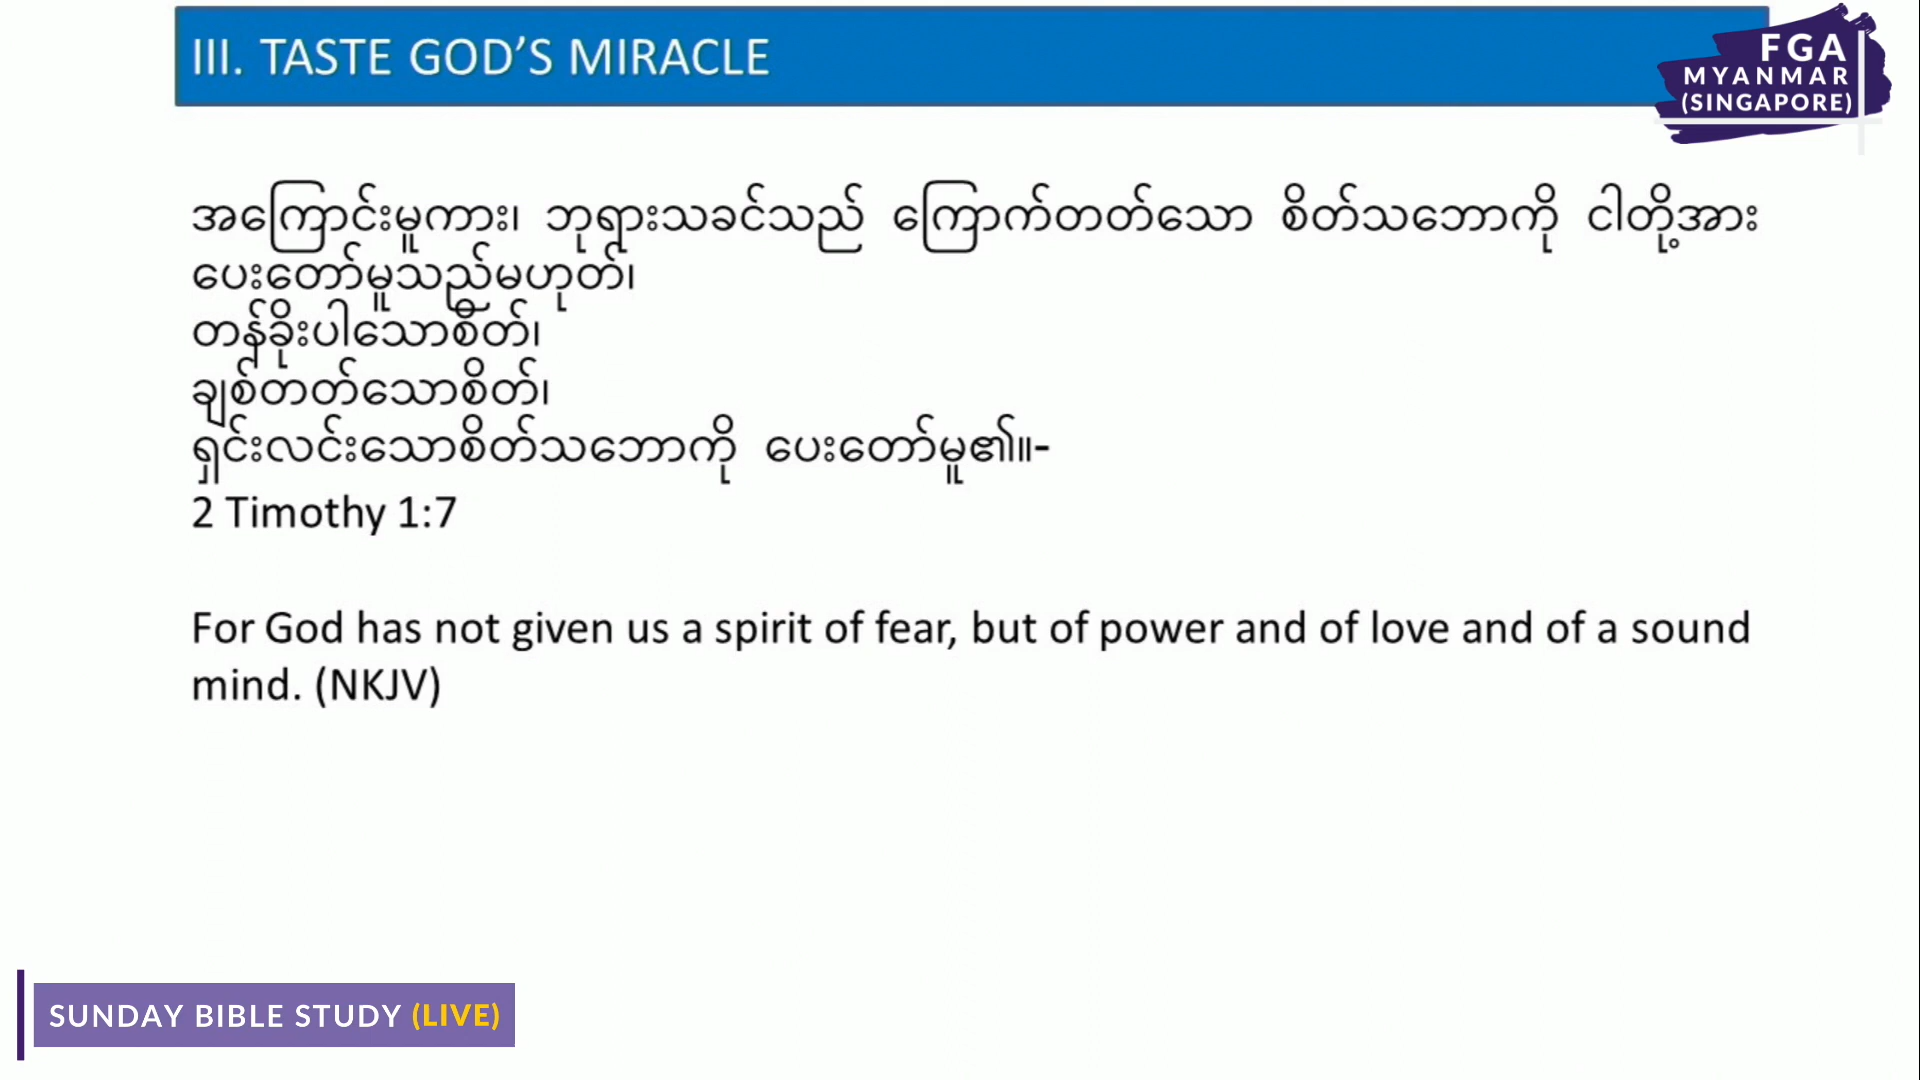 III. TASTE GOD’S MIRACLE
FGA
MYANMAR
(SINGAPORE)
အကြောင်းမူကား၊ ဘုရားသခင်သည် ကြောက်တတ်သော စိတ်သဘောကို ငါတို့အား
ပေးတော်မူသည်မဟုတ်၊
တန်ခိုးပါသောစိတ်၊
ချစ်တတ်သောစိတ်၊
ရှင်းလင်းသောစိတ်သဘောကို ပေးတော်မူ၏။-
2 Timothy 1:7
For God has not given us a spirit of fear, but of power and of love and of a sound
mind. (NKJV)
SUNDAY BIBLE STUDY (LIVE)